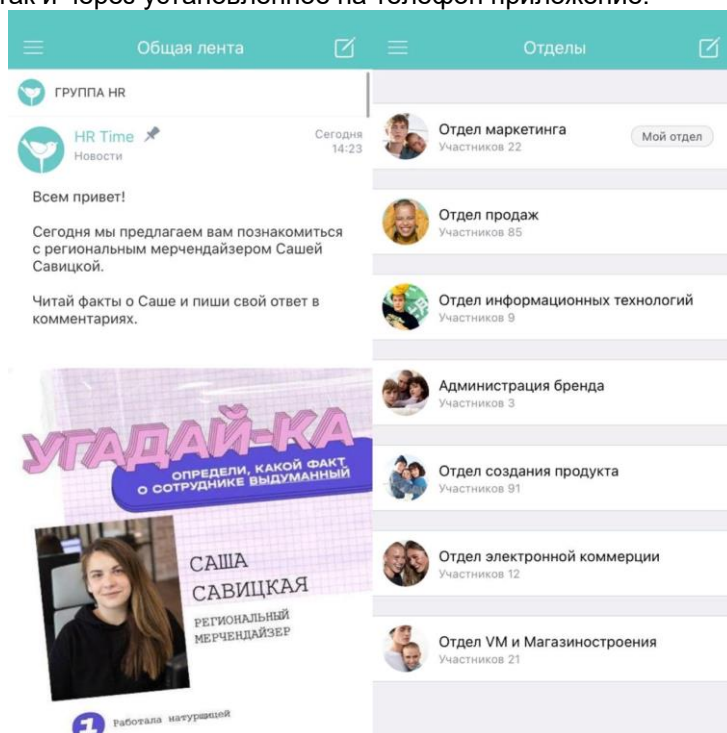 так и через установленное на телефон приложение.
Общая лента
ГРУППА HR
HR Time
Новости
Сегодня
14:23
Всем привет!
Сегодня мы предлагаем вам познакомиться
с региональным мерчендайзером Сашей
Савицкой.
Читай факты о Саше и пиши свой ответ в
комментариях.
УГАДАЙ-КА
ОПРЕДЕЛИ, КАКОЙ ФАКТ
О СОТРУДНИКЕ ВЫДУМАННЫЙ
САША
САВИЦКАЯ
РЕГИОНАЛЬНЫЙ
МЕРЧЕНДАЙЗЕР
1
Работала натурщицей
Отделы
Отдел маркетинга
Участников 22
Мой отдел
Отдел продаж
Участников 85
Отдел информационных технологий
Участников 9
Администрация бренда
Участников 3
Отдел создания продукта
Участников 91
Отдел электронной коммерции
Участников 12
Отдел VM и Магазиностроения
Участников 21